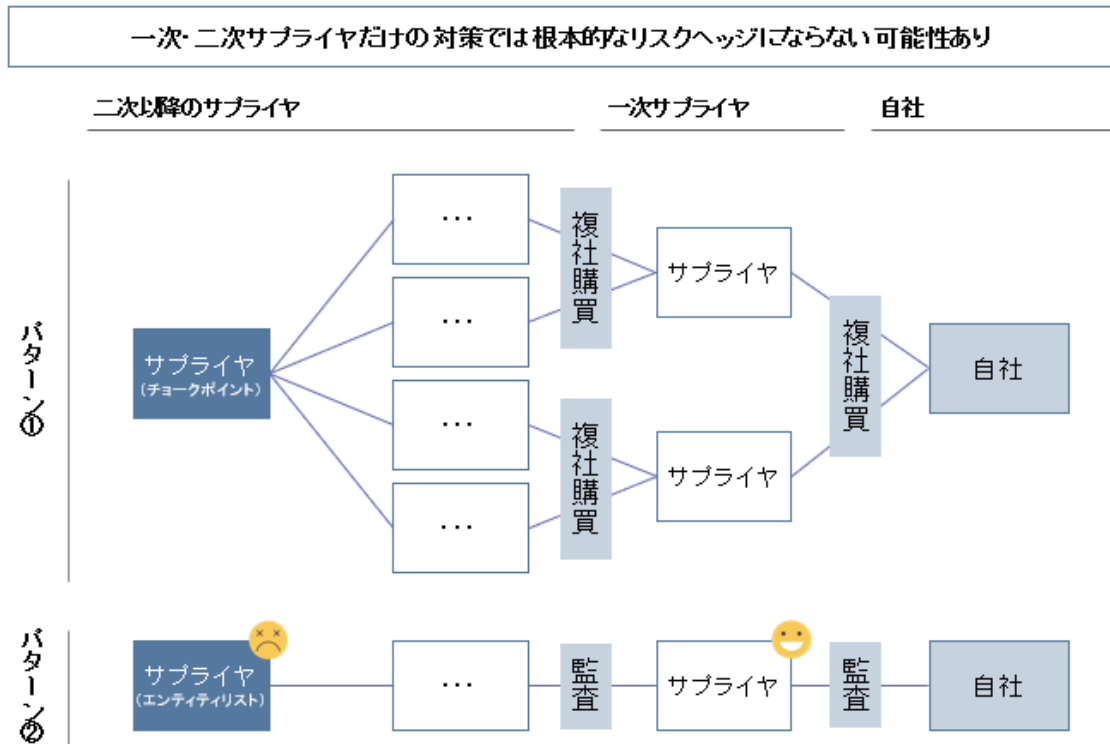 一次・二次サプライヤだけの対策では根本的なリスクヘッジにならない可能性あり
二次以降のサプライヤ
一次サプライヤ
自社
パターン①
サプライヤ
(チョークポイント)
・・・
・・・
・・・
・・・
複社購買
複社購買
サプライヤ
サプライヤ
複社購買
自社
パターン②
サプライヤ
(エンティティリスト)
・・・
監査
サプライヤ
監査
自社